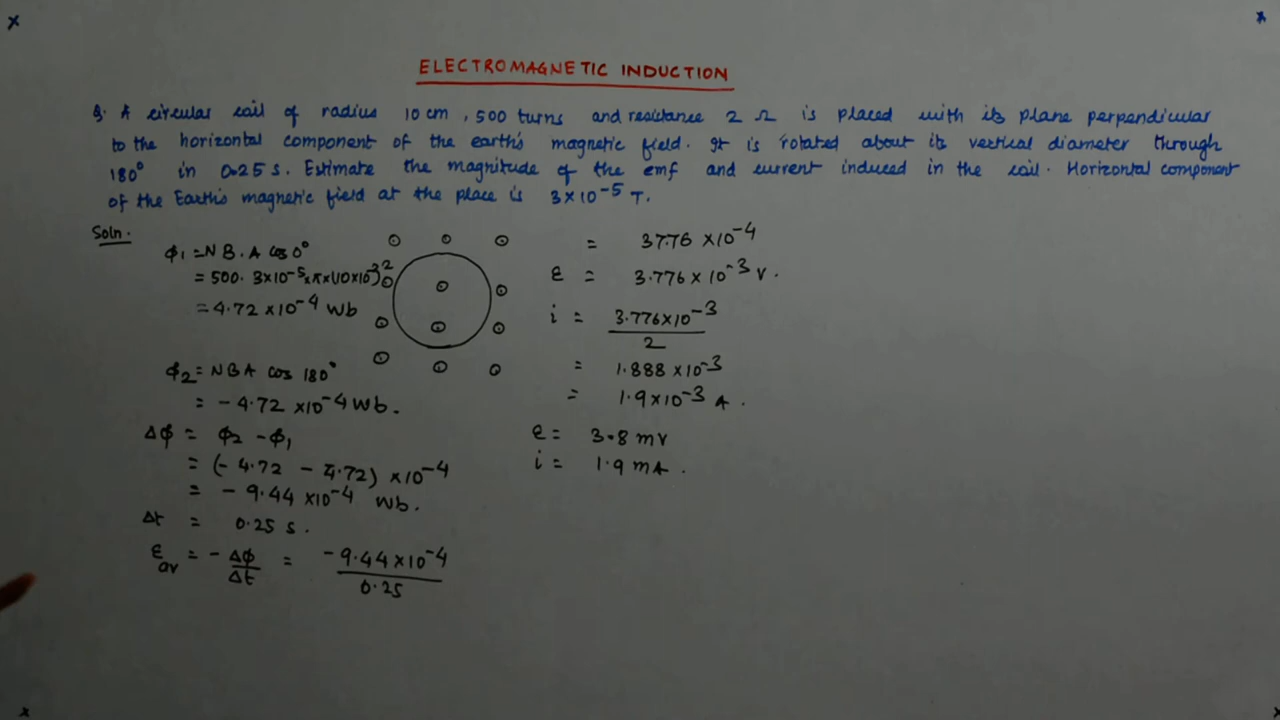 ELECTROMAGNETIC INDUCTION
Q. A circular coil of radius 10 cm, 500 turns and resistance 2 Ω is placed with its plane perpendicular
to the horizontal component of the earth's magnetic field. It is rotated about its vertical diameter through
180° in 0.25 s. Estimate the magnitude of the emf and current induced in the coil. Horizontal component
of the Earth's magnetic field at the place is 3×10⁻⁵ T.
Soln.
ϕ₁ = N B. A cos 0°
= 500. 3×10⁻⁵×π×(10×10⁻²)²
= 4.72 ×10⁻⁴ Wb
ϕ₂ = NBA cos 180°
= - 4.72 ×10⁻⁴ Wb.
Δϕ = ϕ₂ - ϕ₁
= (- 4.72 - 4.72) ×10⁻⁴
= - 9.44 ×10⁻⁴ Wb.
Δt = 0.25 s.
εav = - Δϕ/Δt = - 9.44×10⁻⁴/0.25
= 37.76 ×10⁻⁴
ε = 3.776 × 10⁻³ V.
i = 3.776×10⁻³/2
= 1.888 ×10⁻³
= 1.9×10⁻³ A.
ε = 3.8 mV
i = 1.9 mA.